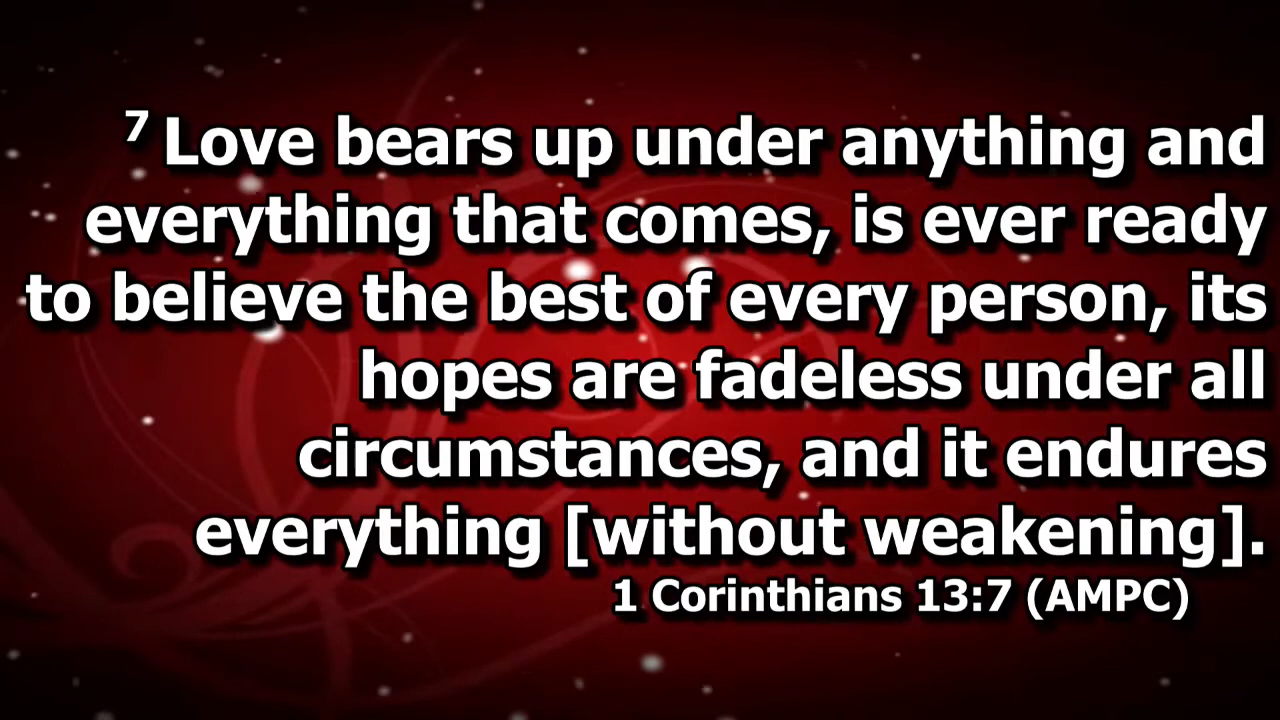 7 Love bears up under anything and
everything that comes, is ever ready
to believe the best of every person, its
hopes are fadeless under all
circumstances, and it endures
everything [without weakening].
1 Corinthians 13:7 (AMPC)